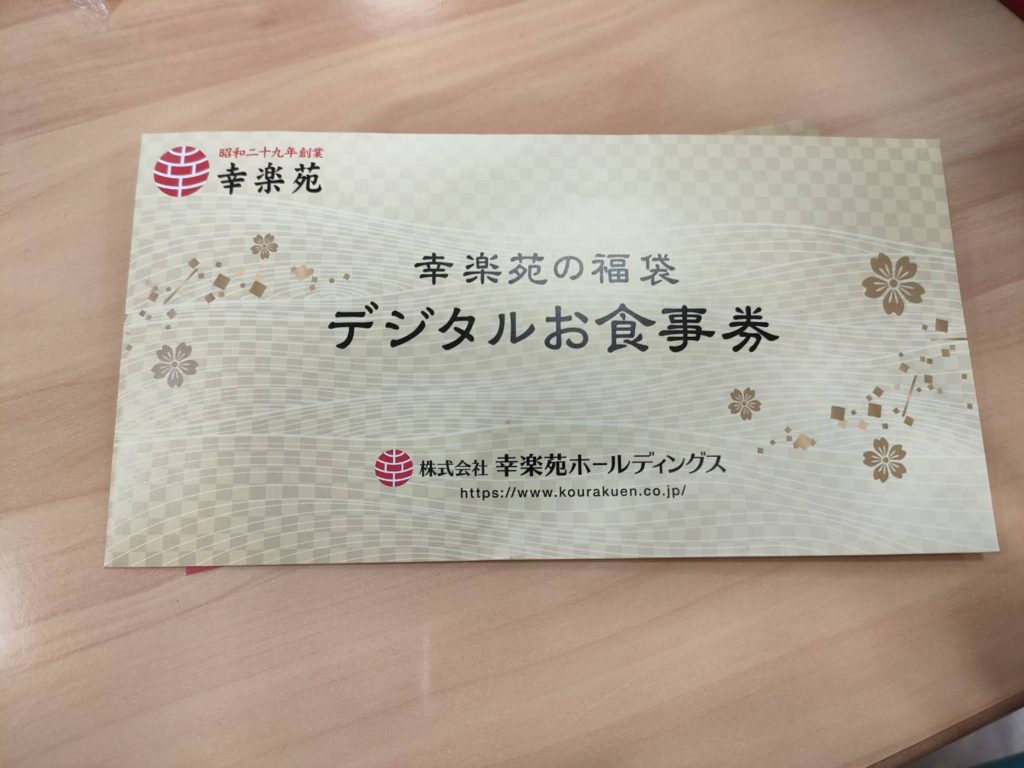 昭和二十九年創業
幸楽苑
幸楽苑の福袋
デジタルお食事券
株式会社 幸楽苑ホールディングス
https://www.kourakuen.co.jp/